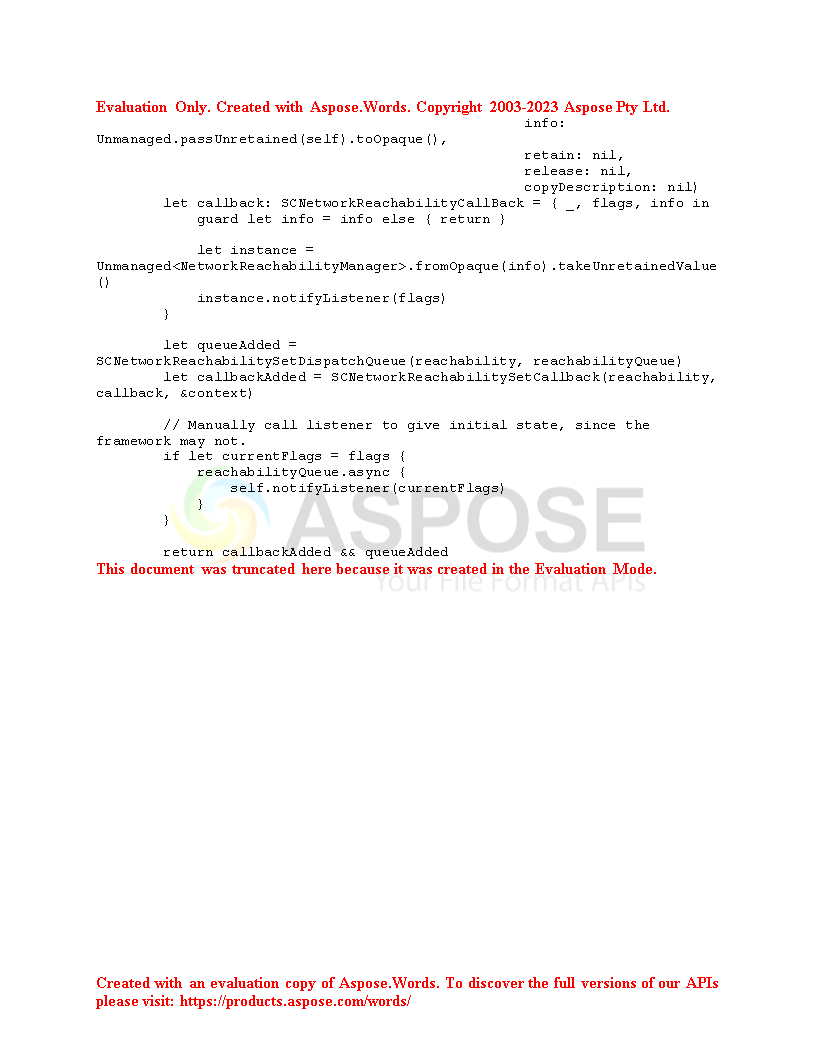 Evaluation Only. Created with Aspose.Words. Copyright 2003-2023 Aspose Pty Ltd.
info:
Unmanaged.passUnretained(self).toOpaque(),
retain: nil,
release: nil,
copyDescription: nil)
let callback: SCNetworkReachabilityCallBack = { _, flags, info in
guard let info = info else { return }
let instance =
Unmanaged<NetworkReachabilityManager>.fromOpaque(info).takeUnretainedValue
()
instance.notifyListener(flags)
}
let queueAdded =
SCNetworkReachabilitySetDispatchQueue(reachability, reachabilityQueue)
let callbackAdded = SCNetworkReachabilitySetCallback(reachability,
callback, &context)
// Manually call listener to give initial state, since the
framework may not.
if let currentFlags = flags {
reachabilityQueue.async {
self.notifyListener(currentFlags)
}
}
ASPOSE
return callbackAdded && queueAdded
This document was truncated here because it was created in the Evaluation Mode.
Your File Format APIs
Created with an evaluation copy of Aspose.Words. To discover the full versions of our APIs
please visit: https://products.aspose.com/words/